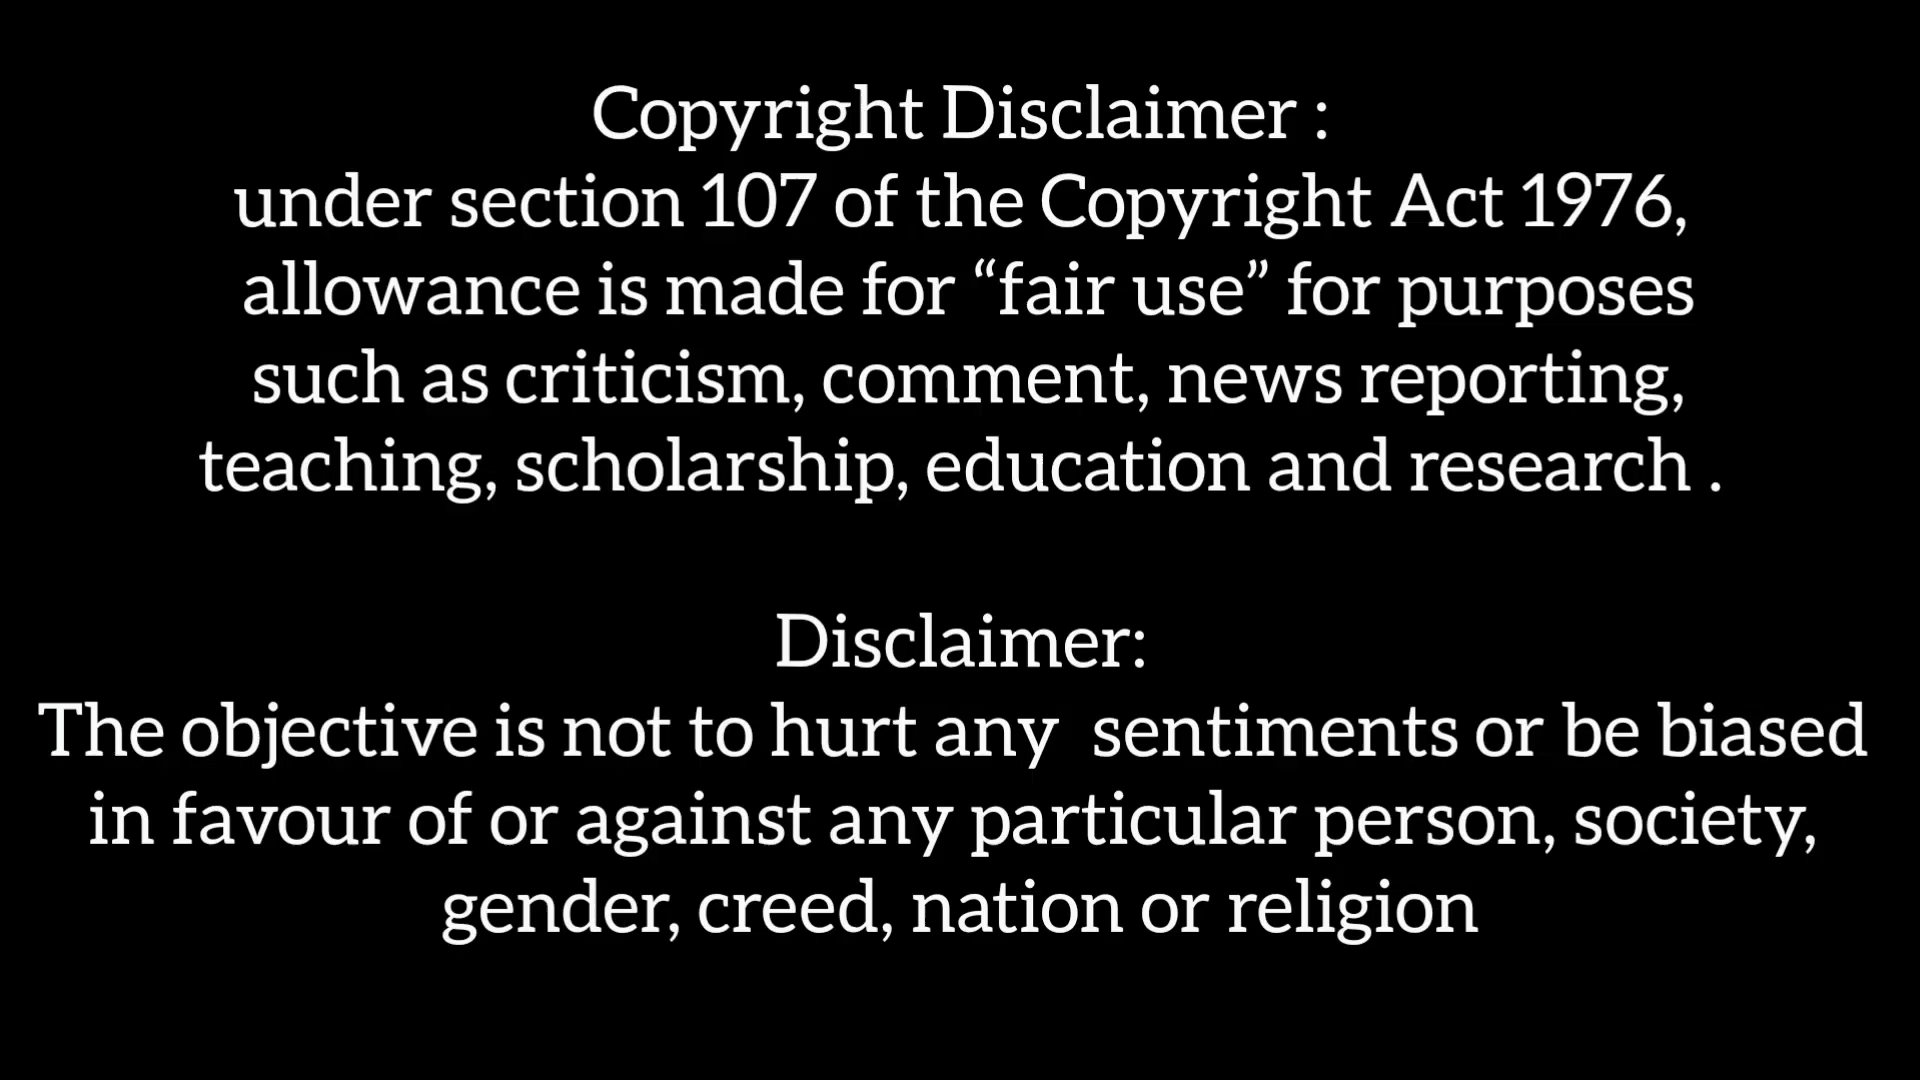 Copyright Disclaimer :
under section 107 of the Copyright Act 1976,
allowance is made for “fair use” for purposes
such as criticism, comment, news reporting,
teaching, scholarship, education and research .
Disclaimer:
The objective is not to hurt any  sentiments or be biased
in favour of or against any particular person, society,
gender, creed, nation or religion